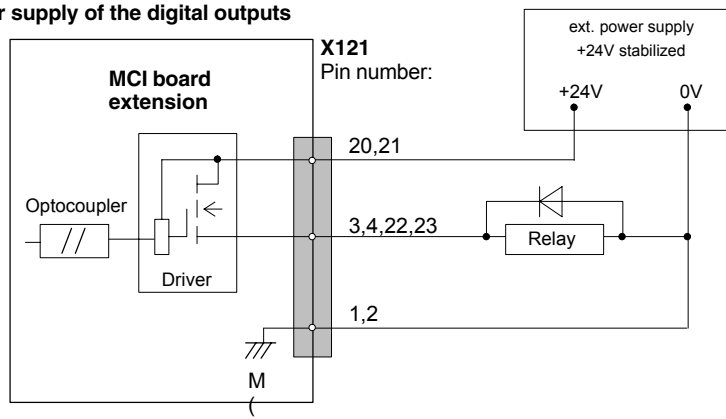 r supply of the digital outputs
ext. power supply
+24V stabilized
X121
Pin number:
MCI board
extension
+24V
0V
20,21
Optocoupler
3,4,22,23
Relay
Driver
1,2
M
(